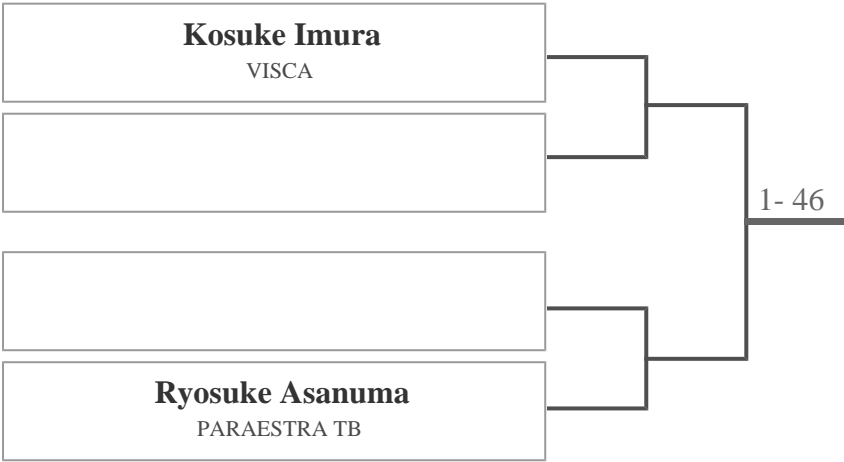 Kosuke Imura
VISCA
1- 46
Ryosuke Asanuma
PARAESTRA TB